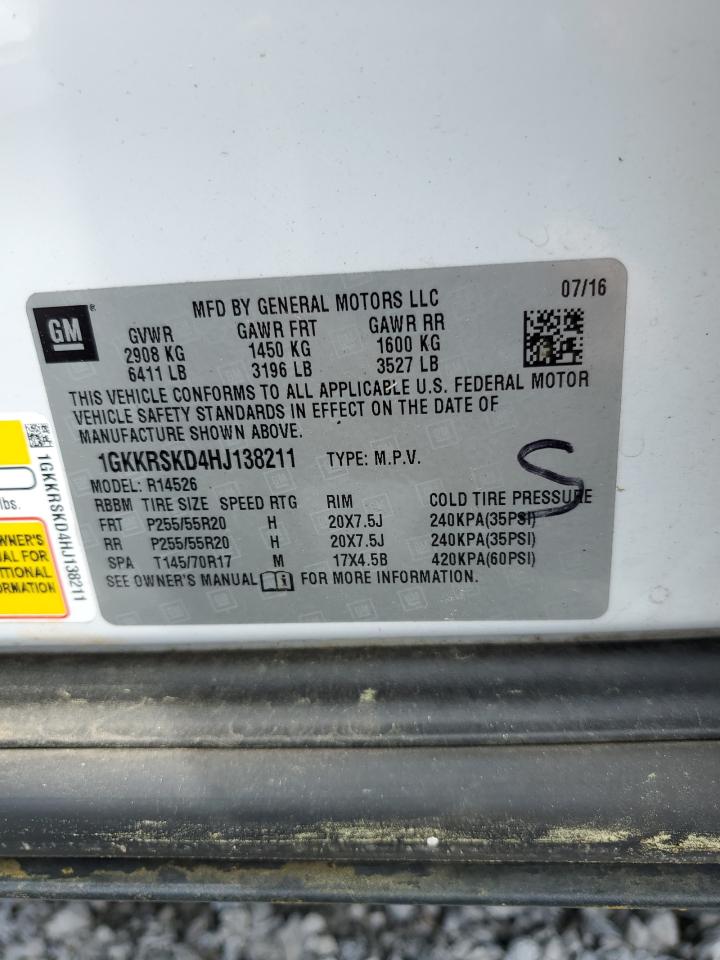 GM
®
MFD BY GENERAL MOTORS LLC
07/16
GVWR GAWR FRT GAWR RR
2908 KG 1450 KG 1600 KG
6411 LB 3196 LB 3527 LB
THIS VEHICLE CONFORMS TO ALL APPLICABLE U.S. FEDERAL MOTOR
VEHICLE SAFETY STANDARDS IN EFFECT ON THE DATE OF
MANUFACTURE SHOWN ABOVE.
1GKKRSKD4HJ138211 TYPE: M.P.V.
MODEL: R14526
RBBM TIRE SIZE SPEED RTG RIM COLD TIRE PRESSURE
FRT P255/55R20 H 20X7.5J 240KPA(35PSI)
RR P255/55R20 H 20X7.5J 240KPA(35PSI)
SPA T145/70R17 M 17X4.5B 420KPA(60PSI)
SEE OWNER'S MANUAL FOR MORE INFORMATION.
S
1GKKRSKD4HJ138211
lbs.
OWNER'S
MANUAL FOR